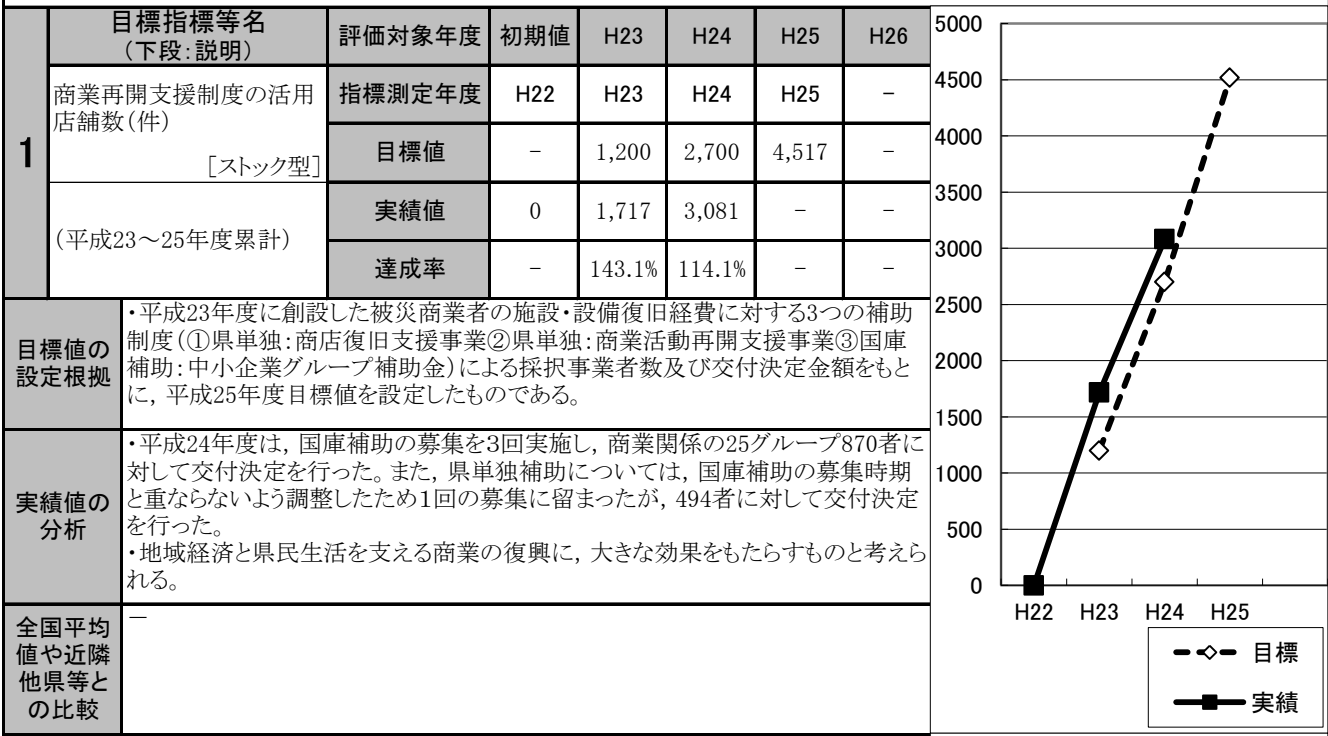 1
目標指標等名
(下段:説明)
評価対象年度 初期値 H23 H24 H25 H26
商業再開支援制度の活用
店舗数(件)
[ストック型]
(平成23～25年度累計)
指標測定年度 H22 H23 H24 H25 -
目標値 - 1,200 2,700 4,517 -
実績値 0 1,717 3,081 - -
達成率 - 143.1% 114.1% - -
目標値の
設定根拠
・平成23年度に創設した被災商業者の施設・設備復旧経費に対する3つの補助
制度(①県単独:商店復旧支援事業②県単独:商業活動再開支援事業③国庫
補助:中小企業グループ補助金)による採択事業者数及び交付決定金額をもと
に，平成25年度目標値を設定したものである。
実績値の
分析
・平成24年度は，国庫補助の募集を3回実施し，商業関係の25グループ870者に
対して交付決定を行った。また，県単独補助については，国庫補助の募集時期
と重ならないよう調整したため1回の募集に留まったが，494者に対して交付決定
を行った。
・地域経済と県民生活を支える商業の復興に，大きな効果をもたらすものと考えら
れる。
全国平均
値や近隣
他県等と
の比較
－
5000
4500
4000
3500
3000
2500
2000
1500
1000
500
0
H22 H23 H24 H25
目標
実績